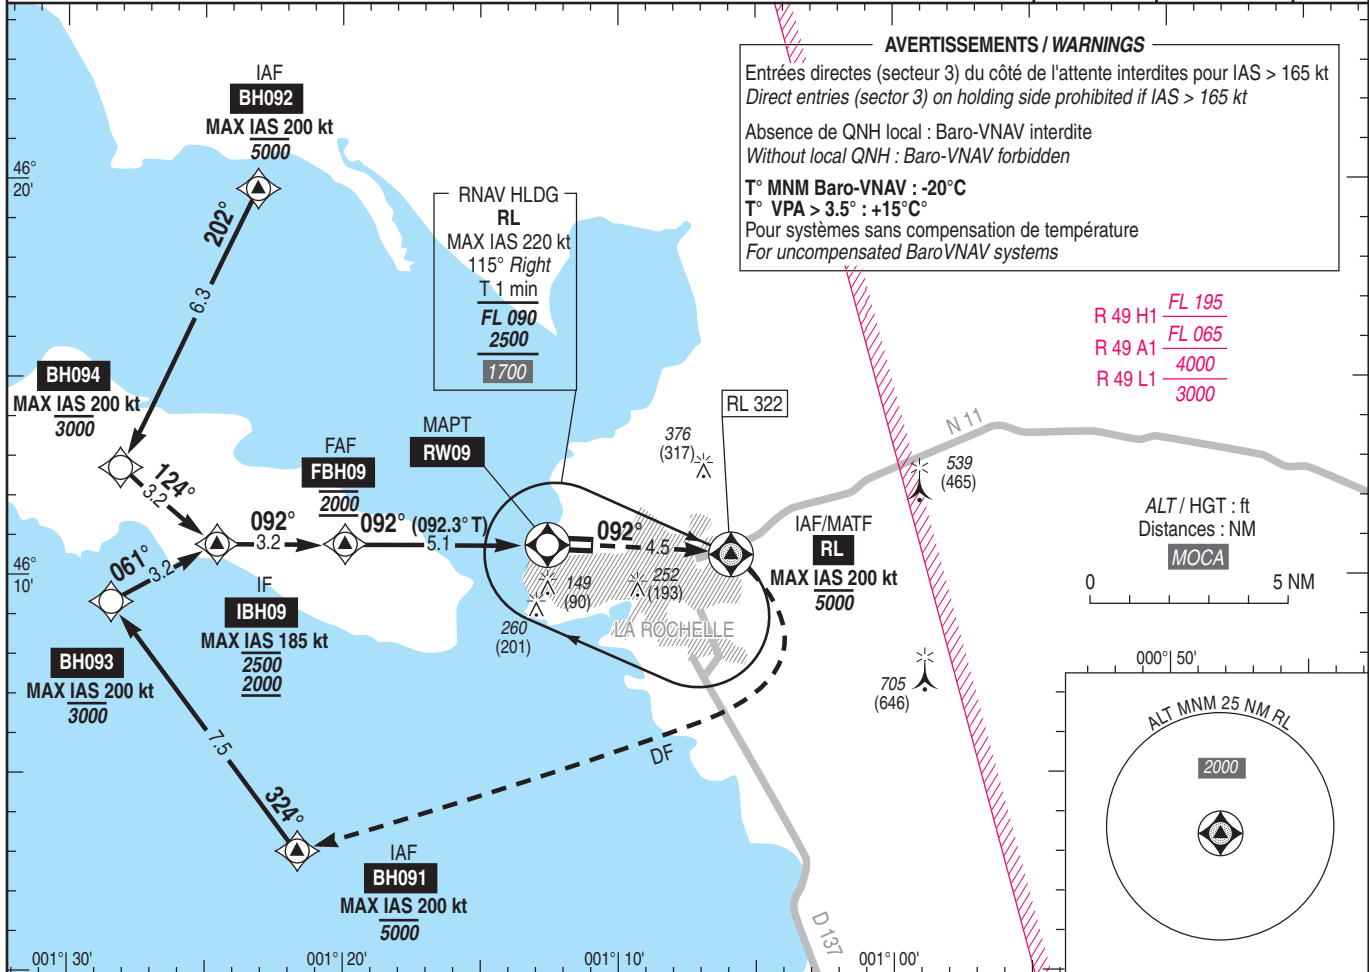 AVERTISSEMENTS / WARNINGS
Entrées directes (secteur 3) du côté de l'attente interdites pour IAS > 165 kt
Direct entries (sector 3) on holding side prohibited if IAS > 165 kt
Absence de QNH local : Baro-VNAV interdite
Without local QNH : Baro-VNAV forbidden
T° MNM Baro-VNAV : -20°C
T° VPA > 3.5° : +15°C°
Pour systèmes sans compensation de température
For uncompensated BaroVNAV systems
IAF
BH092
MAX IAS 200 kt
5000
46°
20'
202°
6.3
RNAV HLDG
RL
MAX IAS 220 kt
115° Right
T 1 min
FL 090
2500
1700
R 49 H1 FL 195
R 49 A1 FL 065
4000
R 49 L1 3000
BH094
MAX IAS 200 kt
3000
RL 322
N 11
MAPT
RW09
FAF
FBH09
2000
376
(317)
539
(465)
124°
3.2
092°
3.2
092° (092.3° T)
5.1
092°
4.5
IAF/MATF
RL
MAX IAS 200 kt
5000
ALT / HGT : ft
Distances : NM
MOCA
0 5 NM
46°
10'
061°
3.2
IF
IBH09
MAX IAS 185 kt
2500
2000
149
(90)
252
(193)
260
(201)
LA ROCHELLE
BH093
MAX IAS 200 kt
3000
705
(646)
000° 50'
ALT MNM 25 NM RL
2000
7.5
324°
DF
IAF
BH091
MAX IAS 200 kt
5000
D 137
001° 30'
001° 20'
001° 10'
001° 00'